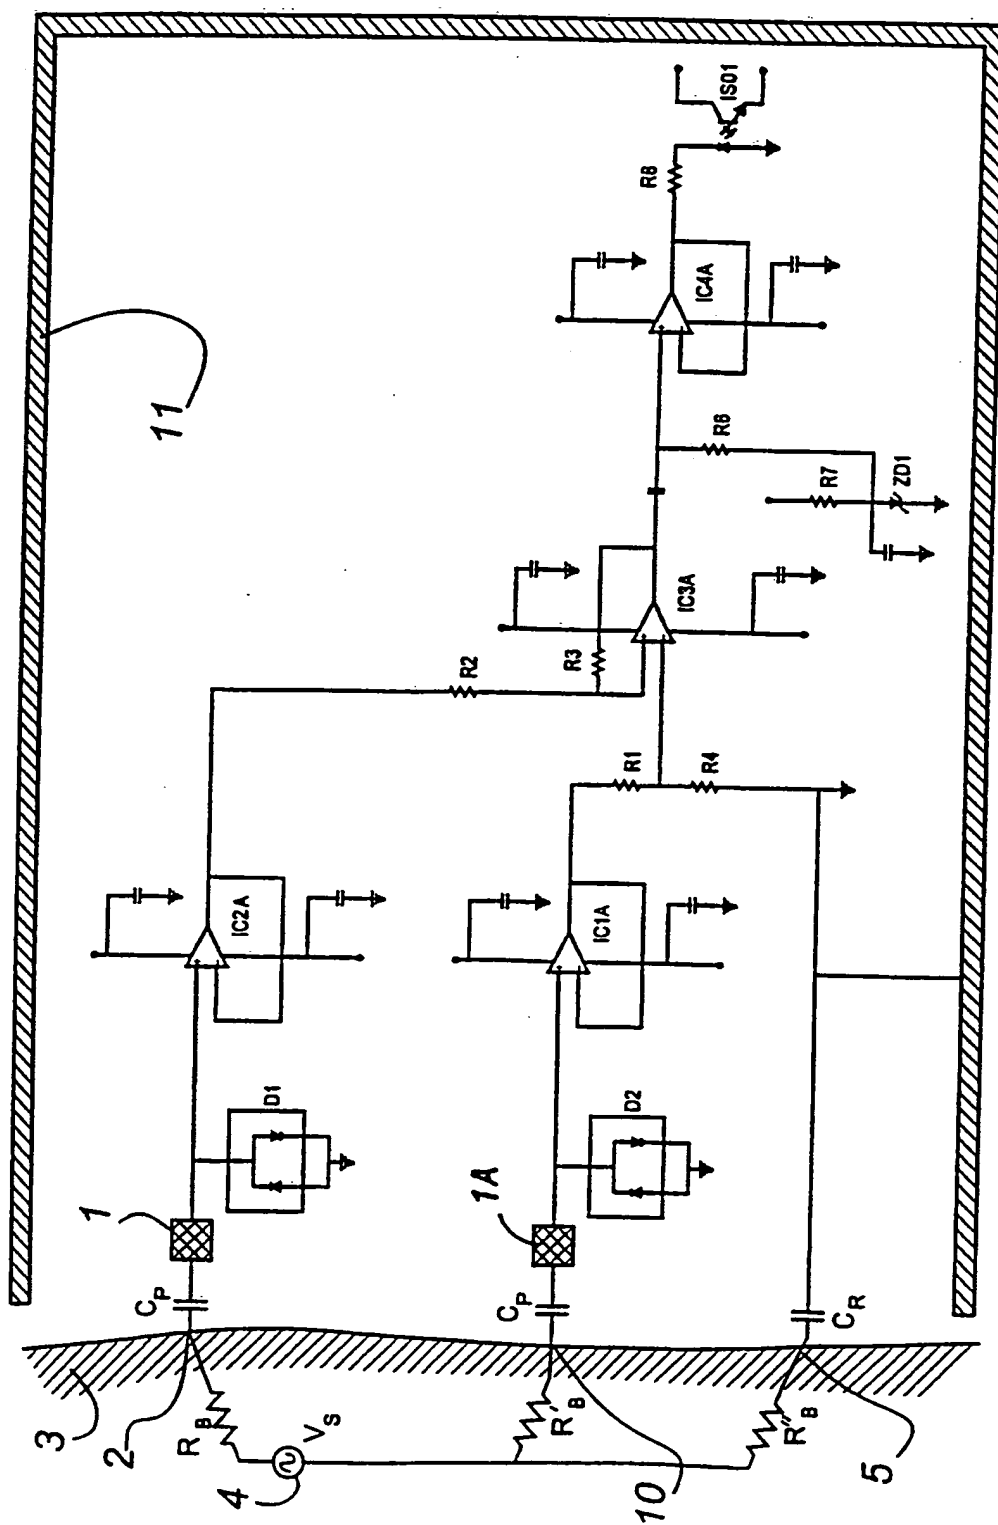 11
ISO1
R8
IC4A
R6
R7
ZD1
IC3A
R3
R2
R1
R4
IC2A
IC1A
D1
D2
1
1A
CP
CP
CR
3
2
RB
VS
4
R'B
10
R"B
5